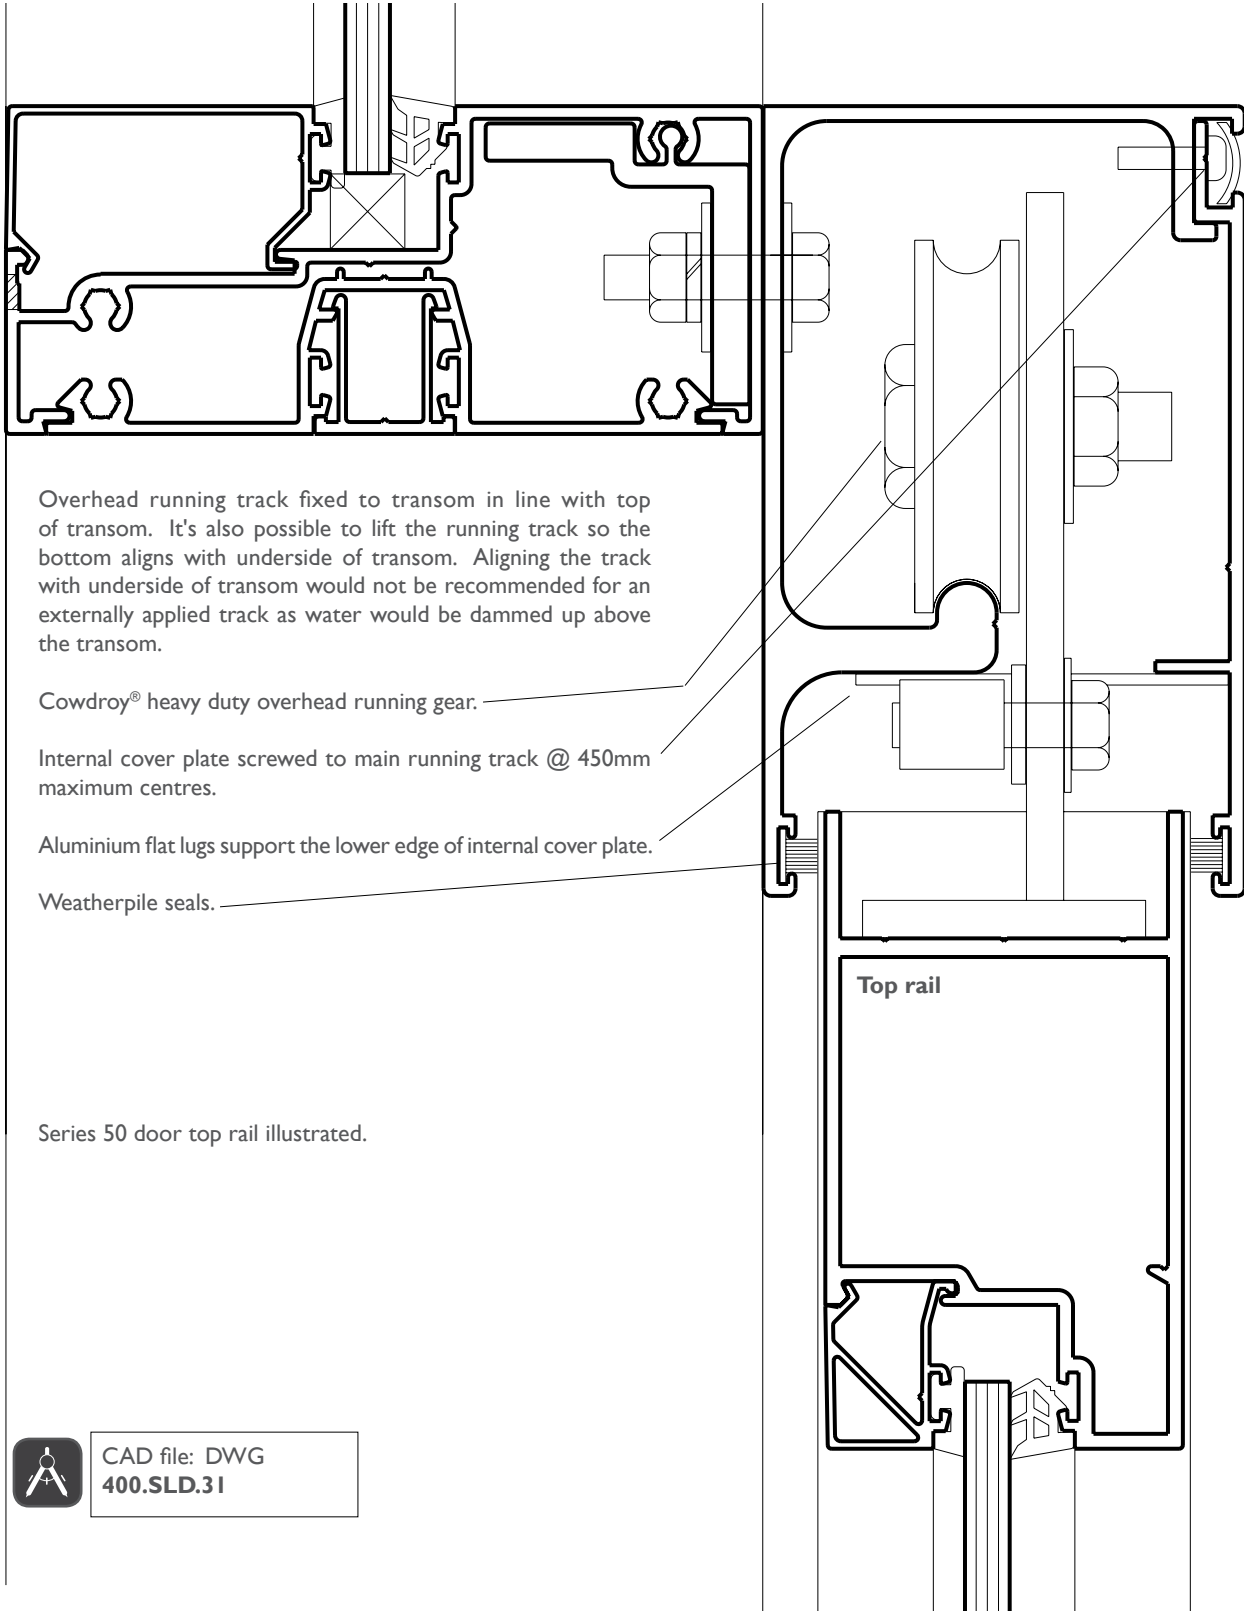 Overhead running track fixed to transom in line with top
of transom. It's also possible to lift the running track so the
bottom aligns with underside of transom. Aligning the track
with underside of transom would not be recommended for an
externally applied track as water would be dammed up above
the transom.
Cowdroy® heavy duty overhead running gear.
Internal cover plate screwed to main running track @ 450mm
maximum centres.
Aluminium flat lugs support the lower edge of internal cover plate.
Weatherpile seals.
Top rail
Series 50 door top rail illustrated.
CAD file: DWG
400.SLD.31